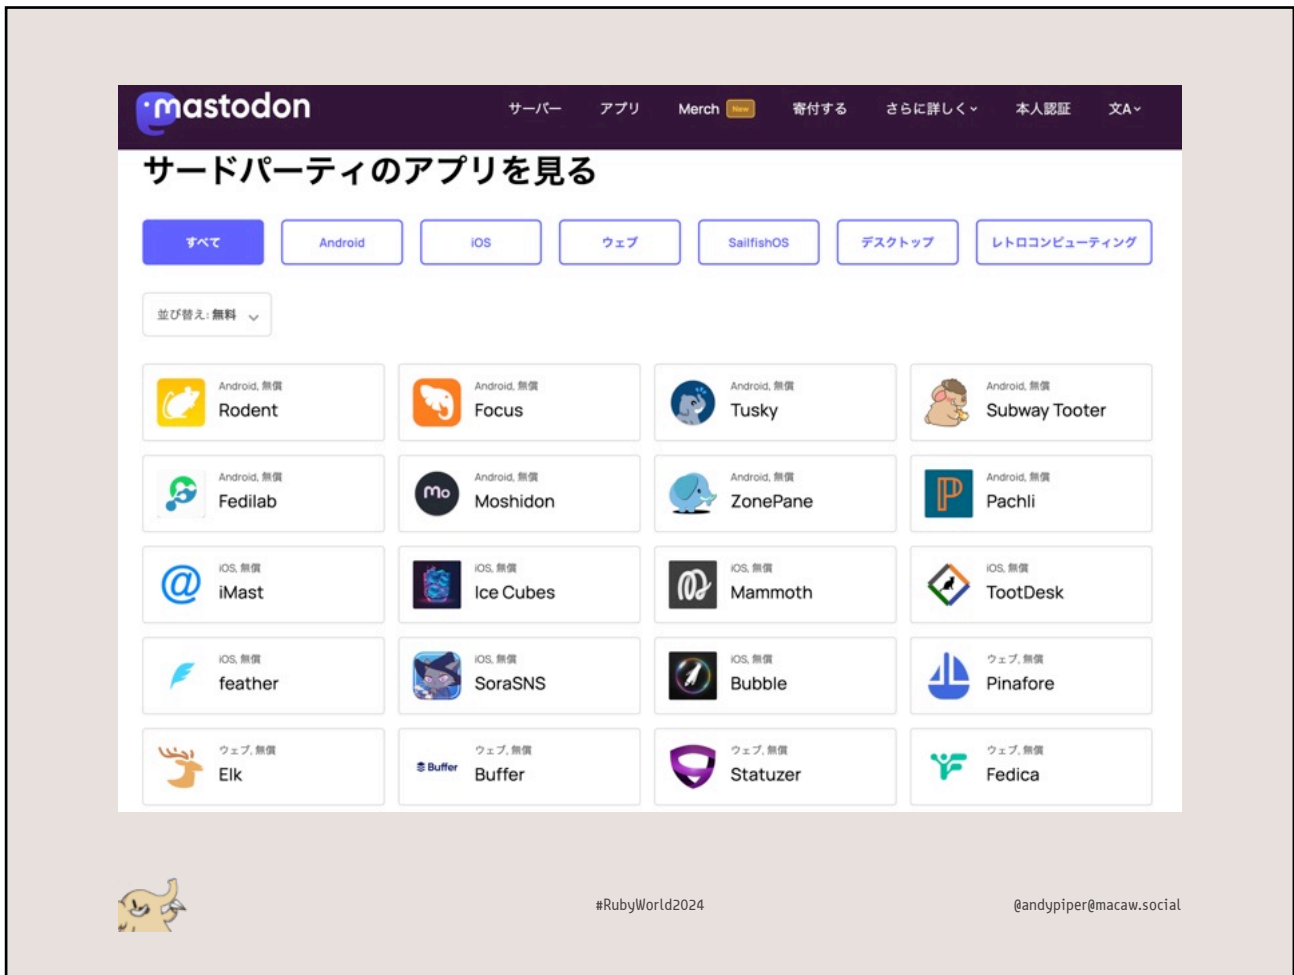 mastodon サーバー アプリ Merch New 寄付する さらに詳しく 本人認証 文A
サードパーティのアプリを見る
すべて Android iOS ウェブ SailfishOS デスクトップ レトロコンピューティング
並び替え: 無料
Android, 無償
Rodent
Android, 無償
Focus
Android, 無償
Tusky
Android, 無償
Subway Tooter
Android, 無償
Fedilab
Mo
Android, 無償
Moshidon
Android, 無償
ZonePane
P
Android, 無償
Pachli
@
iOS, 無償
iMast
iOS, 無償
Ice Cubes
iOS, 無償
Mammoth
iOS, 無償
TootDesk
iOS, 無償
feather
iOS, 無償
SoraSNS
iOS, 無償
Bubble
ウェブ, 無償
Pinafore
ウェブ, 無償
Elk
Buffer
ウェブ, 無償
Buffer
ウェブ, 無償
Statuzer
ウェブ, 無償
Fedica
#RubyWorld2024
@andypiper@macaw.social